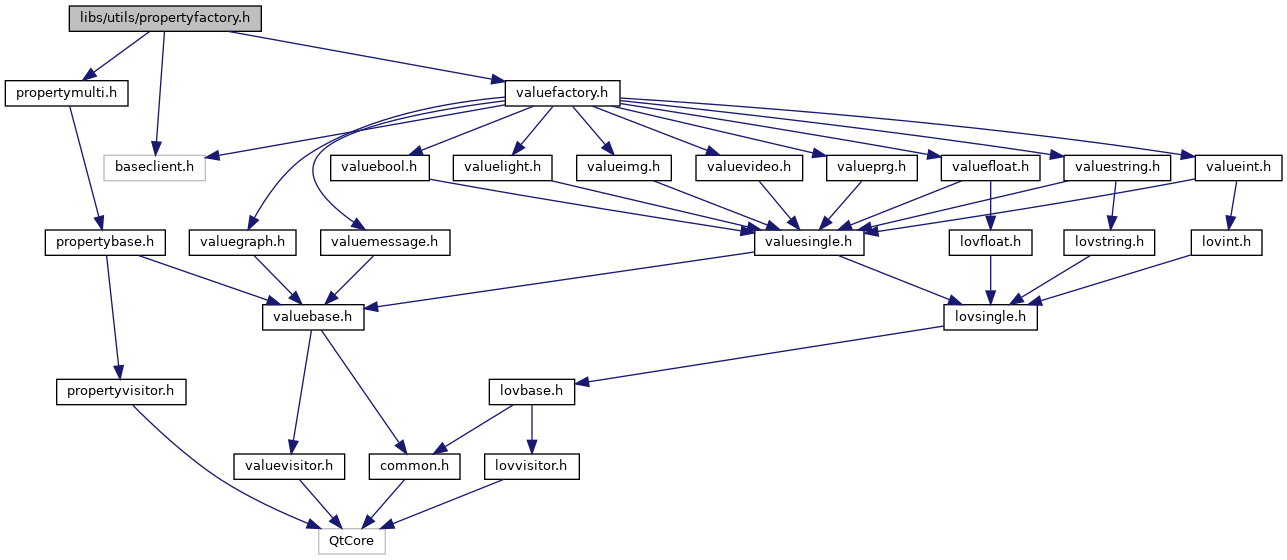 libs/utils/propertyfactory.h
propertymulti.h
valuefactory.h
baseclient.h
valuebool.h
valuelight.h
valueimg.h
valuevideo.h
valueprg.h
valuefloat.h
valuestring.h
valueint.h
propertybase.h
valuegraph.h
valuemessage.h
valuesingle.h
lovfloat.h
lovstring.h
lovint.h
valuebase.h
lovsingle.h
propertyvisitor.h
lovbase.h
valuevisitor.h
common.h
lovvisitor.h
QtCore